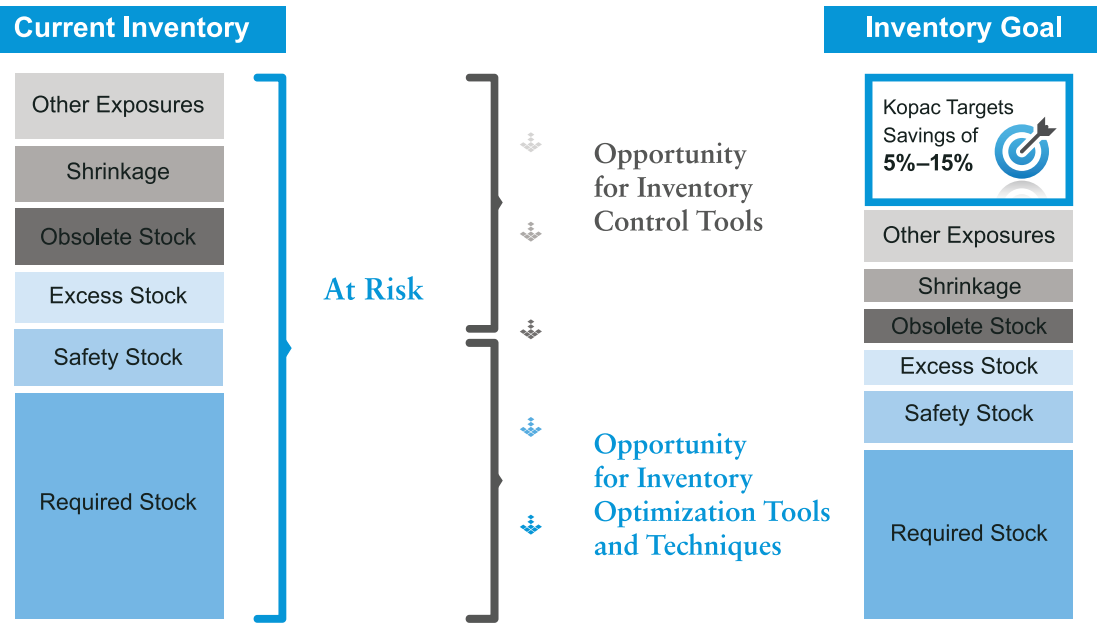 Current Inventory
Other Exposures
Shrinkage
Obsolete Stock
Excess Stock
Safety Stock
Required Stock
At Risk
Opportunity
for Inventory
Control Tools
Opportunity
for Inventory
Optimization Tools
and Techniques
Inventory Goal
Kopac Targets
Savings of
5%–15%
Other Exposures
Shrinkage
Obsolete Stock
Excess Stock
Safety Stock
Required Stock